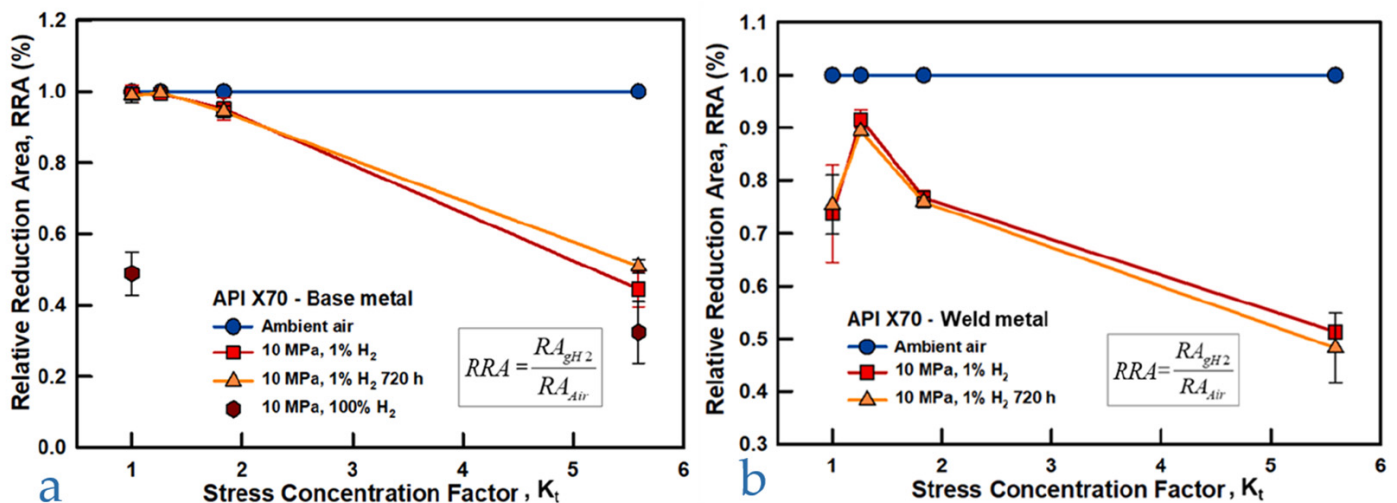 Relative Reduction Area, RRA (%)
1.2
1.0
0.8
0.6
0.4
0.2
0.0
API X70 - Base metal
Ambient air
10 MPa, 1% H₂
10 MPa, 1% H₂ 720 h
10 MPa, 100% H₂
RRA = RA_gH2 / RA_Air
1 2 3 4 5 6
Stress Concentration Factor, Kₜ
a
Relative Reduction Area, RRA (%)
1.1
1.0
0.9
0.8
0.7
0.6
0.5
0.4
0.3
API X70 - Weld metal
Ambient air
10 MPa, 1% H₂
10 MPa, 1% H₂ 720 h
RRA = RA_gH2 / RA_Air
1 2 3 4 5 6
Stress Concentration Factor, Kₜ
b